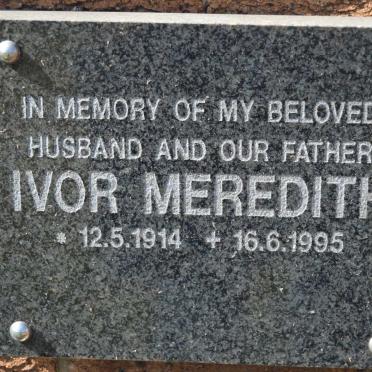 IN MEMORY OF MY BELOVED
HUSBAND AND OUR FATHER
IVOR MEREDITH
* 12.5.1914 + 16.6.1995